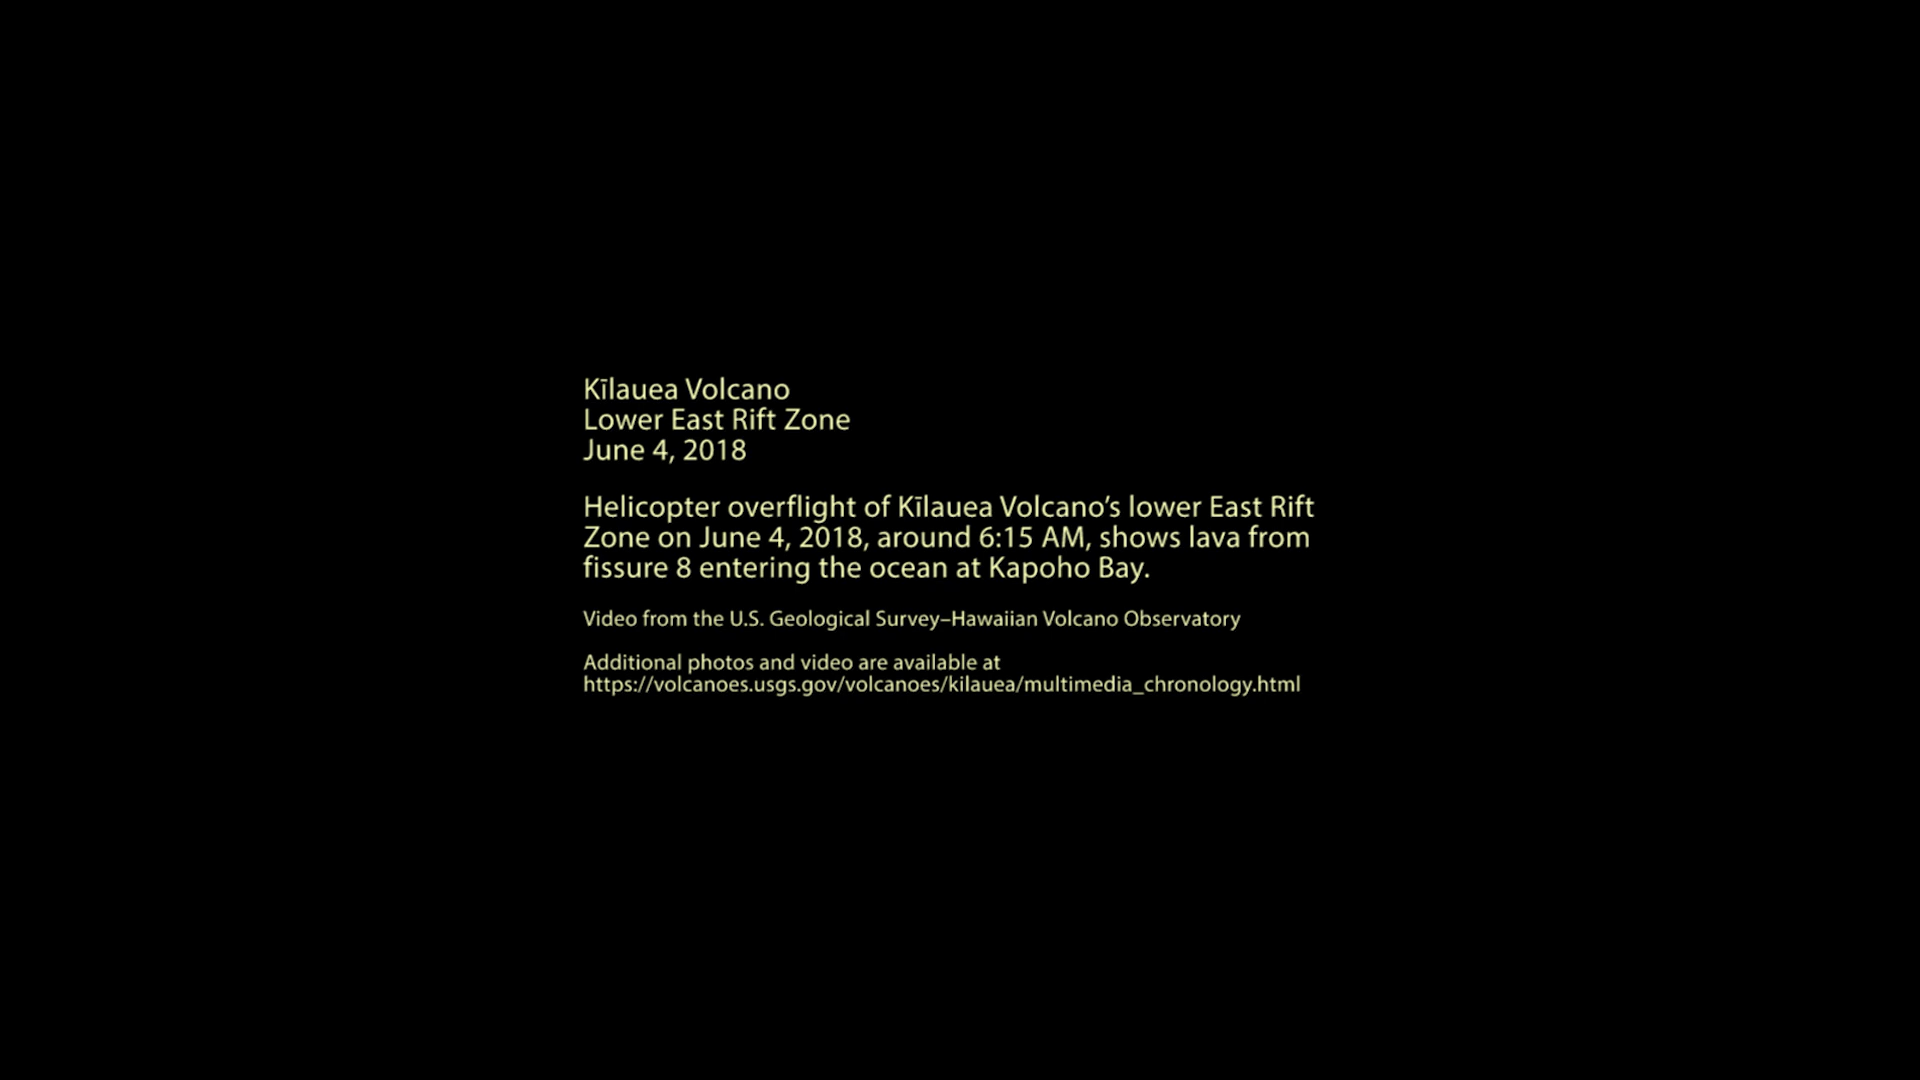 Kīlauea Volcano
Lower East Rift Zone
June 4, 2018
Helicopter overflight of Kīlauea Volcano’s lower East Rift
Zone on June 4, 2018, around 6:15 AM, shows lava from
fissure 8 entering the ocean at Kapoho Bay.
Video from the U.S. Geological Survey–Hawaiian Volcano Observatory
Additional photos and video are available at
https://volcanoes.usgs.gov/volcanoes/kilauea/multimedia_chronology.html